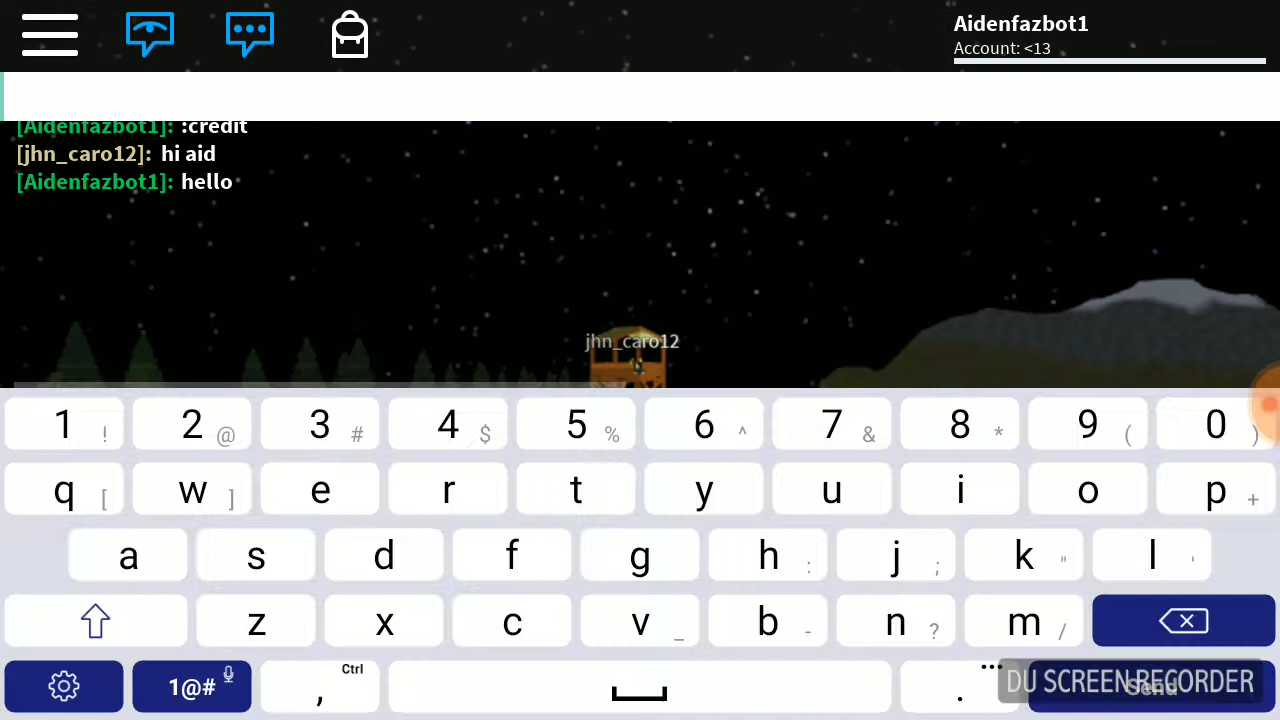 Aidenfazbot1
Account: <13
[Aidenfazbot1]: :credit
[jhn_caro12]: hi aid
[Aidenfazbot1]: hello
jhn_caro12
1 ! 2 @ 3 # 4 $ 5 % 6 ^ 7 & 8 * 9 ( 0 )
q [ w ] e r t y u i o p +
a s d f g h : j ; k " l '
z x c v _ b - n ? m /
1@# , Ctrl . ... Send
DU SCREEN RECORDER